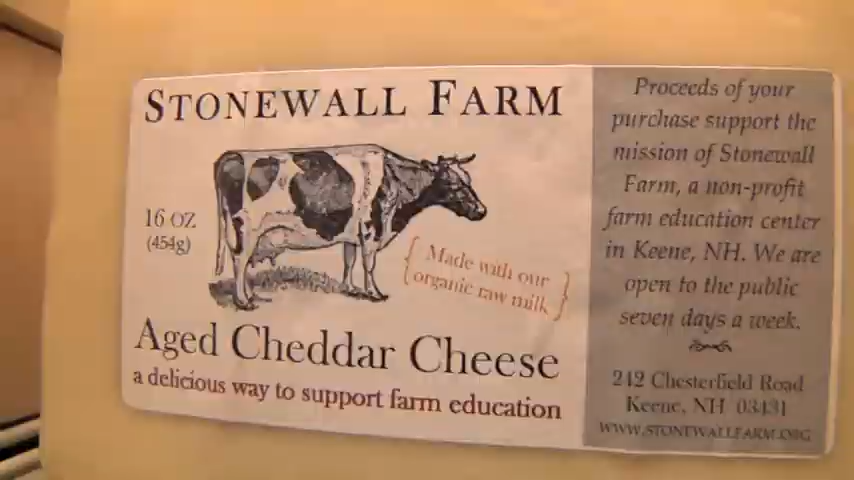 STONEWALL FARM
16 OZ
(454g)
{ Made with our
organic raw milk }
Aged Cheddar Cheese
a delicious way to support farm education
Proceeds of your
purchase support the
mission of Stonewall
Farm, a non-profit
farm education center
in Keene, NH. We are
open to the public
seven days a week.
242 Chesterfield Road
Keene, NH 03431
WWW.STONEWALLFARM.ORG